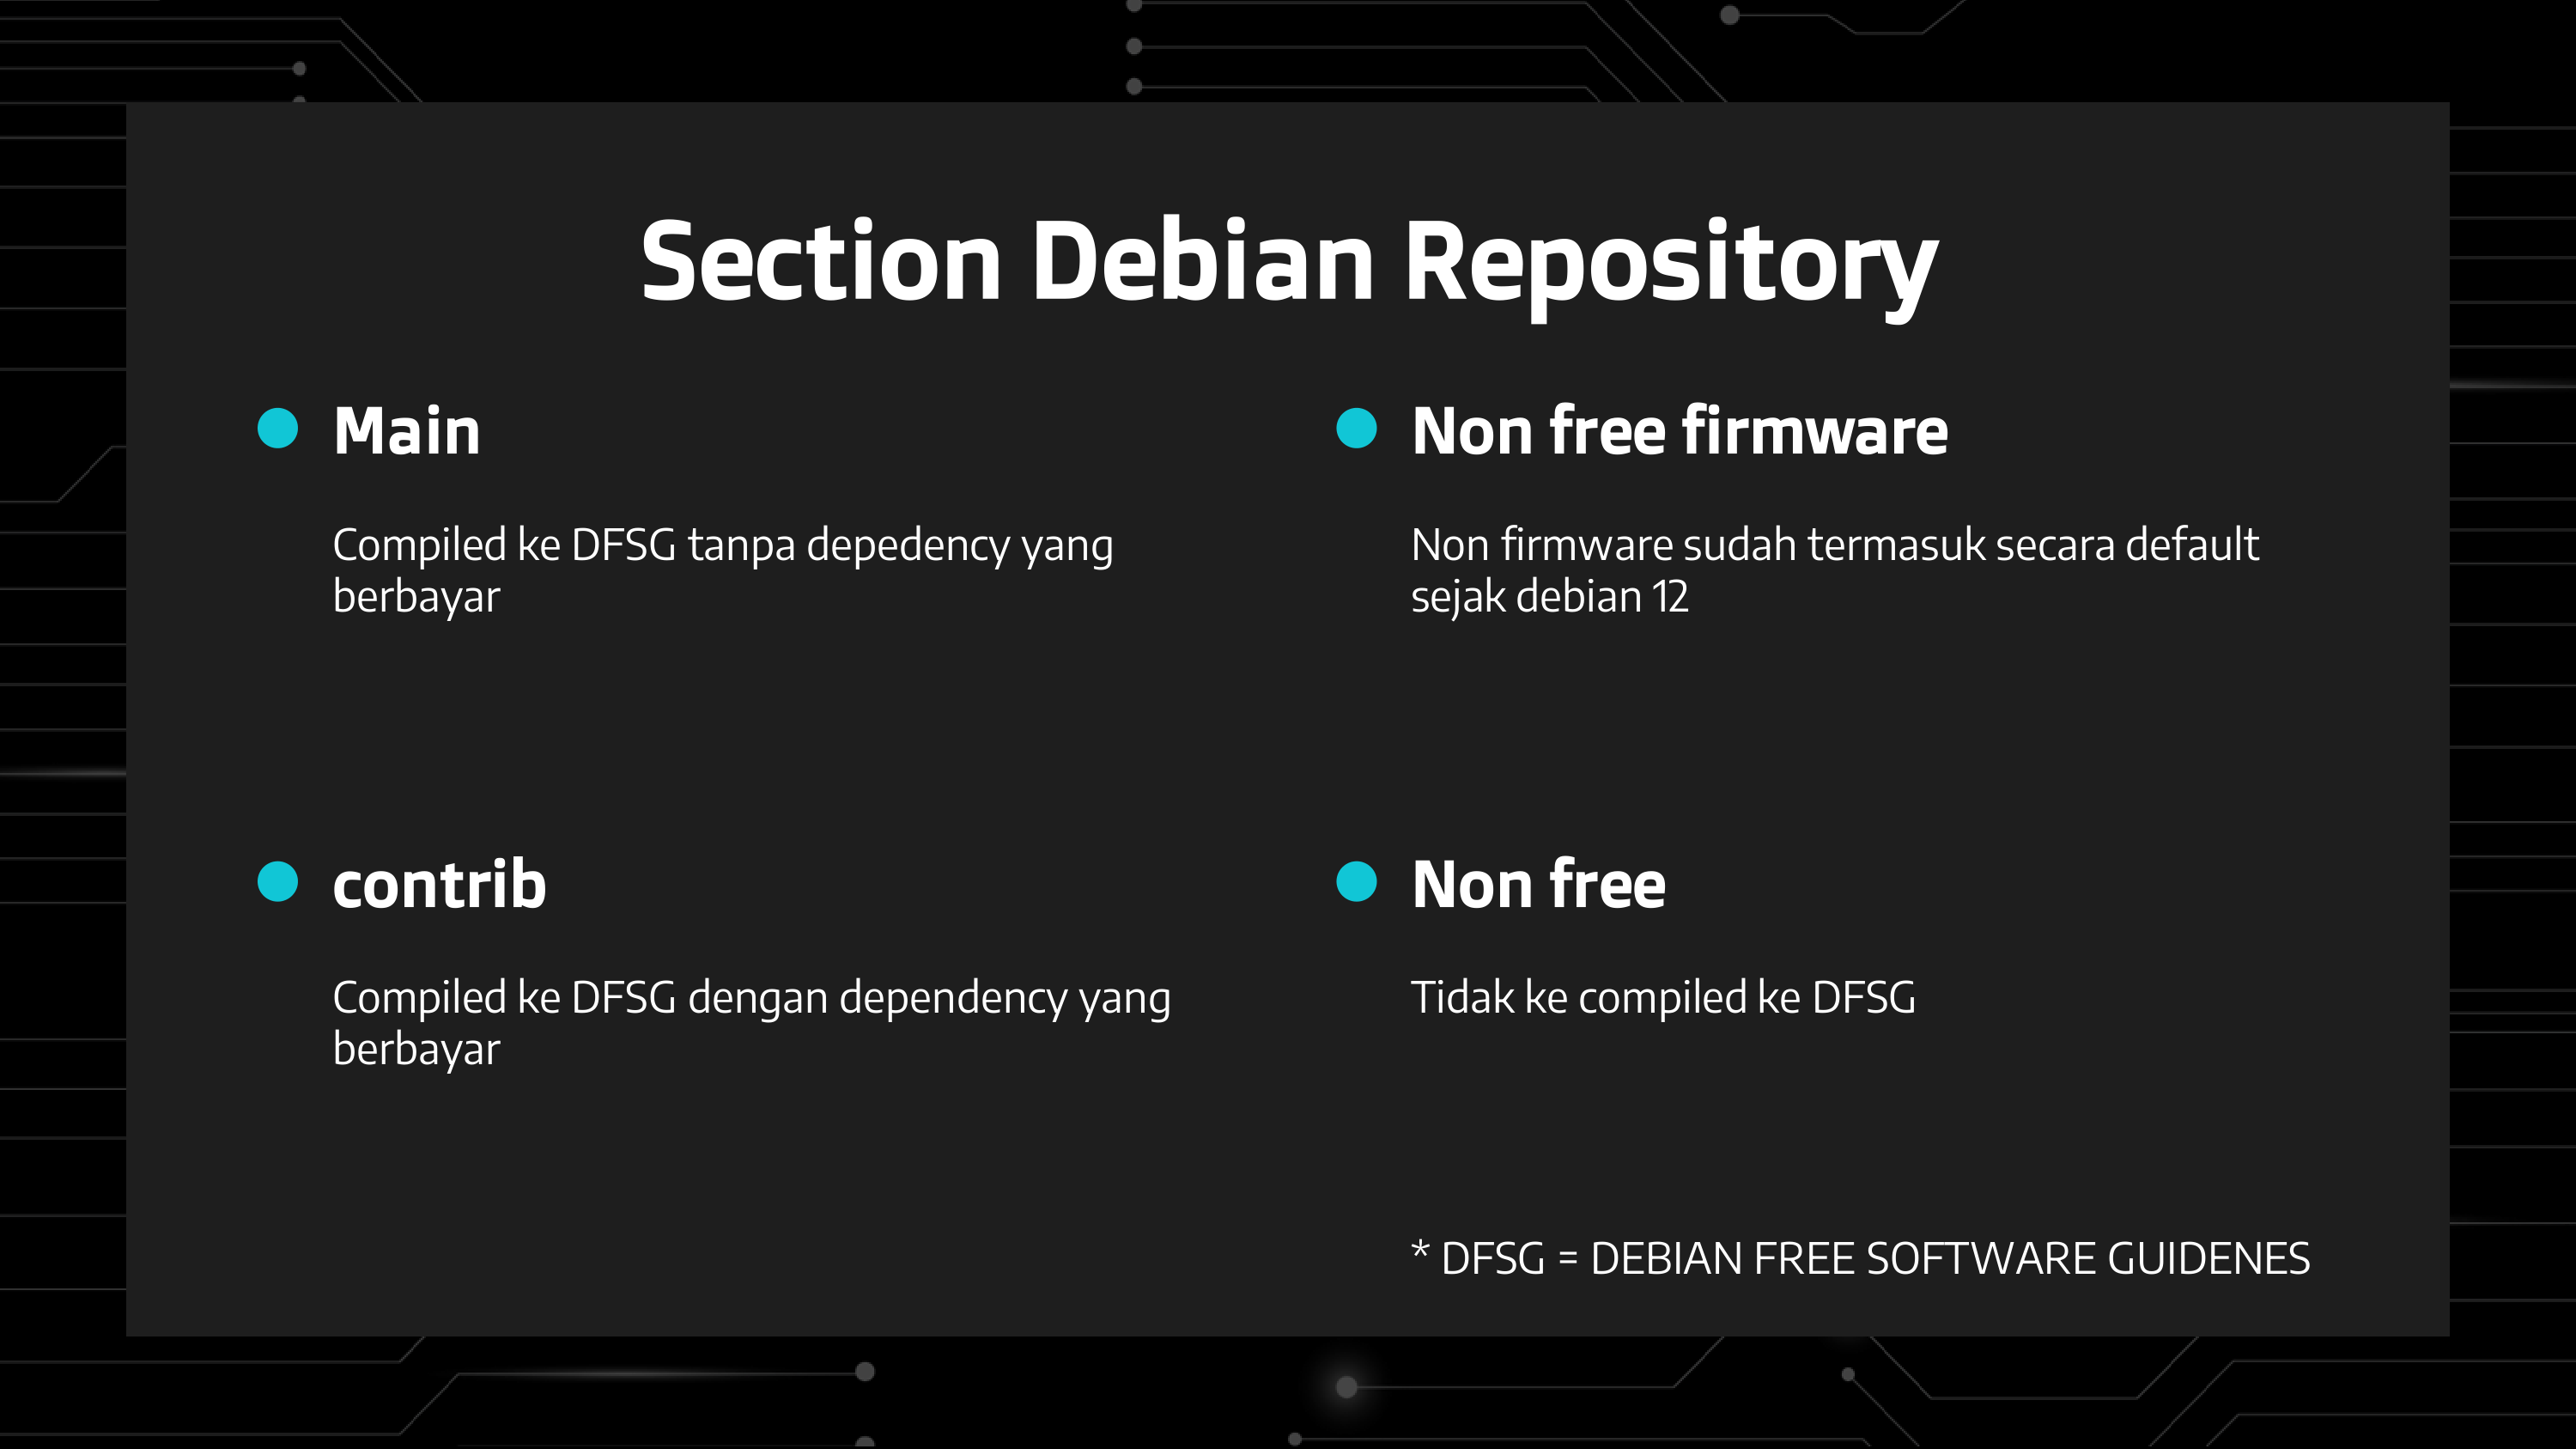 Section Debian Repository
Main
Compiled ke DFSG tanpa depedency yang
berbayar
Non free firmware
Non firmware sudah termasuk secara default
sejak debian 12
contrib
Compiled ke DFSG dengan dependency yang
berbayar
Non free
Tidak ke compiled ke DFSG
* DFSG = DEBIAN FREE SOFTWARE GUIDENES